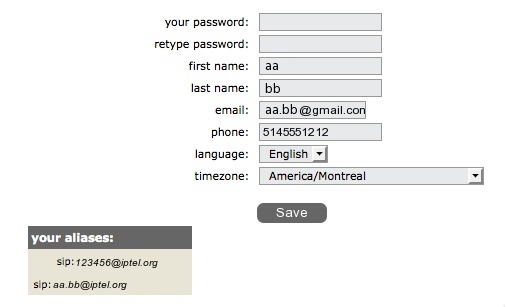 your password:
retype password:
first name: aa
last name: bb
email: aa.bb@gmail.con
phone: 5145551212
language: English
timezone: America/Montreal
Save
your aliases:
sip:123456@iptel.org
sip:aa.bb@iptel.org